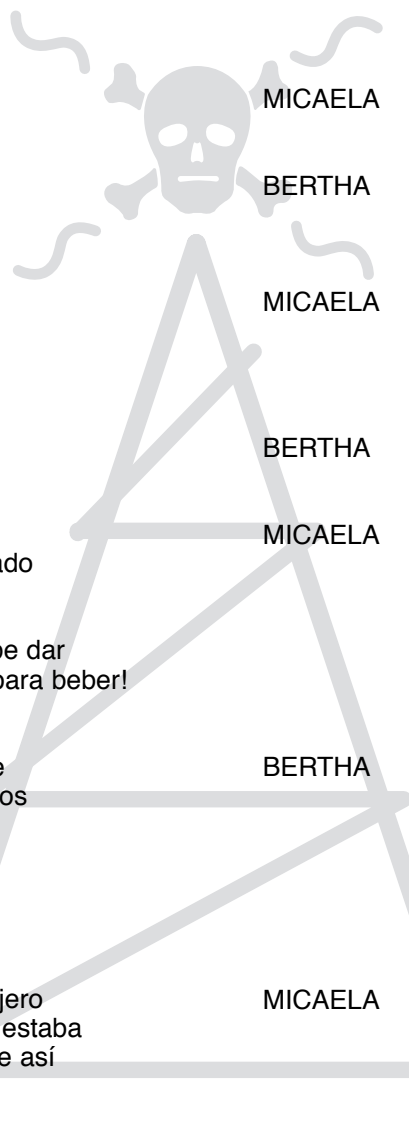 ado
be dar
para beber!
e
os
jero
estaba
e así
MICAELA
BERTHA
MICAELA
BERTHA
MICAELA
BERTHA
MICAELA